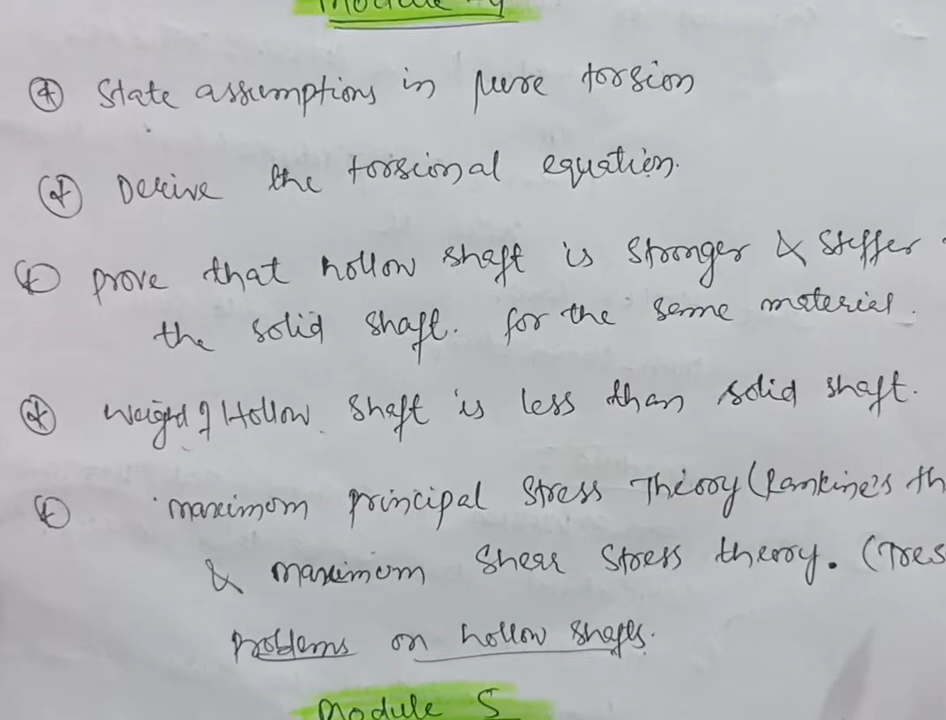 Module - 4
State assumptions in pure torsion
Derive the torsional equation.
prove that hollow shaft is stronger & stiffer
the solid shaft. for the same material.
weight of Hollow shaft is less than solid shaft.
maximum principal stress Theory (Rankine's th
& maximum shear stress theory. (Tres
problems on hollow shafts.
Module 5